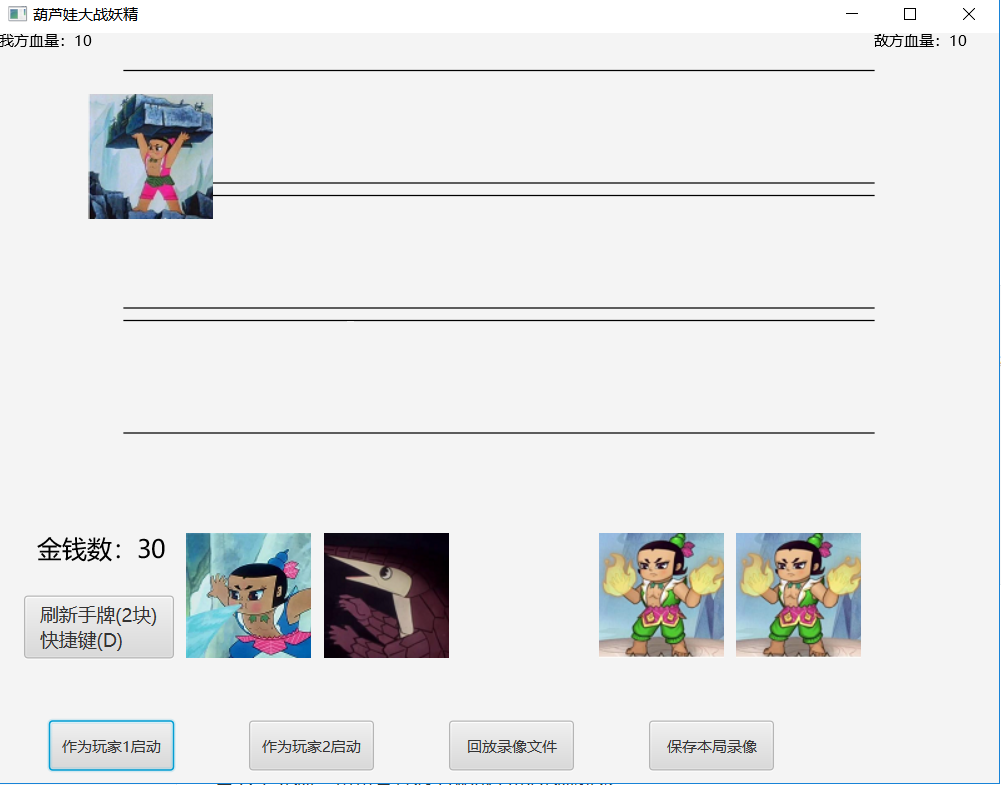 葫芦娃大战妖精
我方血量：10
敌方血量：10
金钱数：30
刷新手牌(2块)
快捷键(D)
作为玩家1启动
作为玩家2启动
回放录像文件
保存本局录像